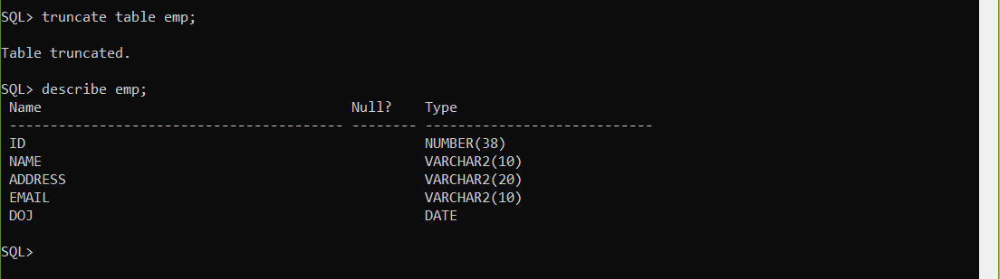 SQL> truncate table emp;
Table truncated.
SQL> describe emp;
Name Null? Type
----------------------------------------- -------- ----------------------------
ID NUMBER(38)
NAME VARCHAR2(10)
ADDRESS VARCHAR2(20)
EMAIL VARCHAR2(10)
DOJ DATE
SQL>